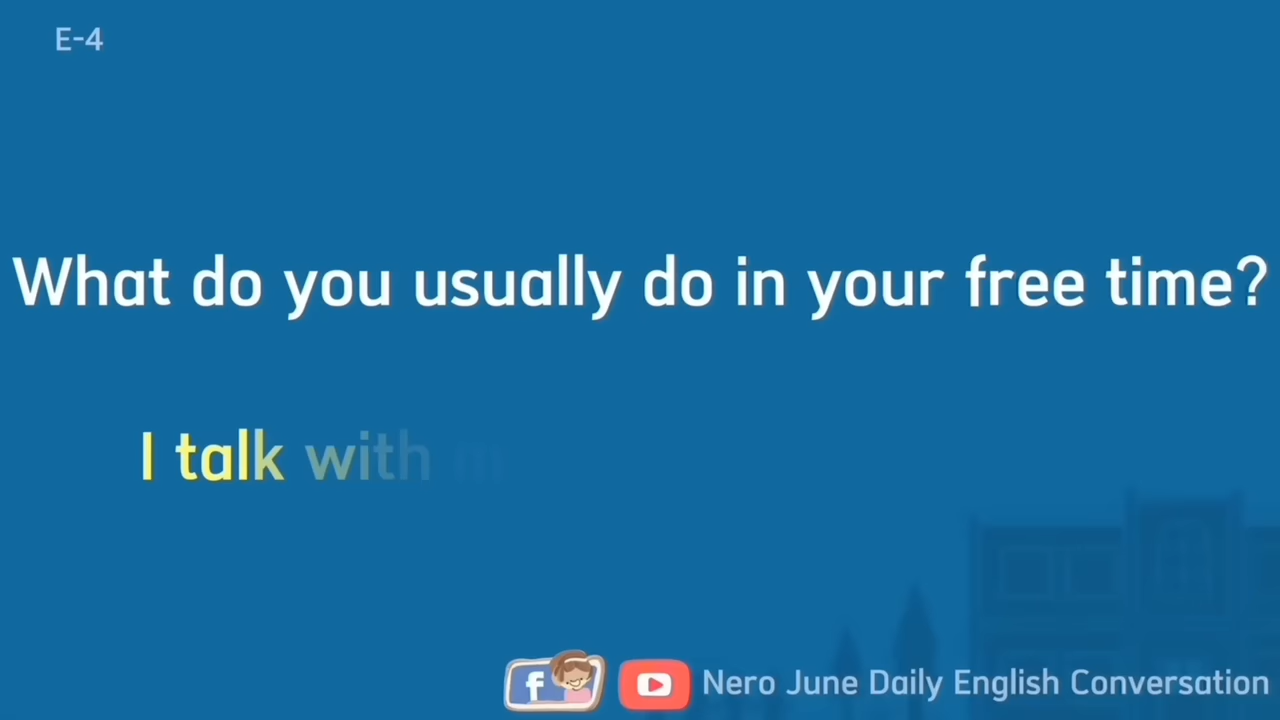 E-4
What do you usually do in your free time?
I talk with m
Nero June Daily English Conversation